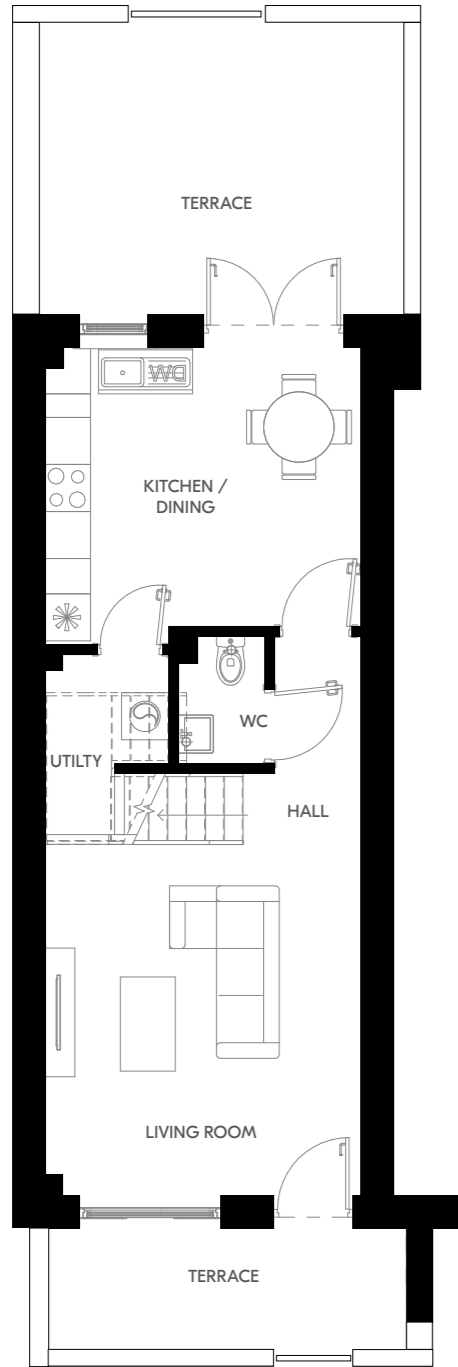 TERRACE
DW
KITCHEN /
DINING
WC
UTILTY
HALL
LIVING ROOM
TERRACE